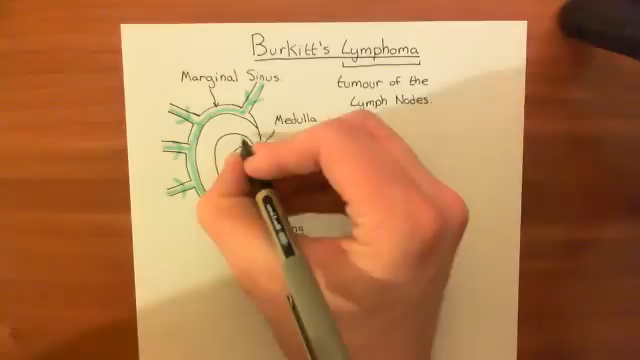 Burkitt's Lymphoma
Marginal Sinus
tumour of the
Lymph Nodes.
Medulla